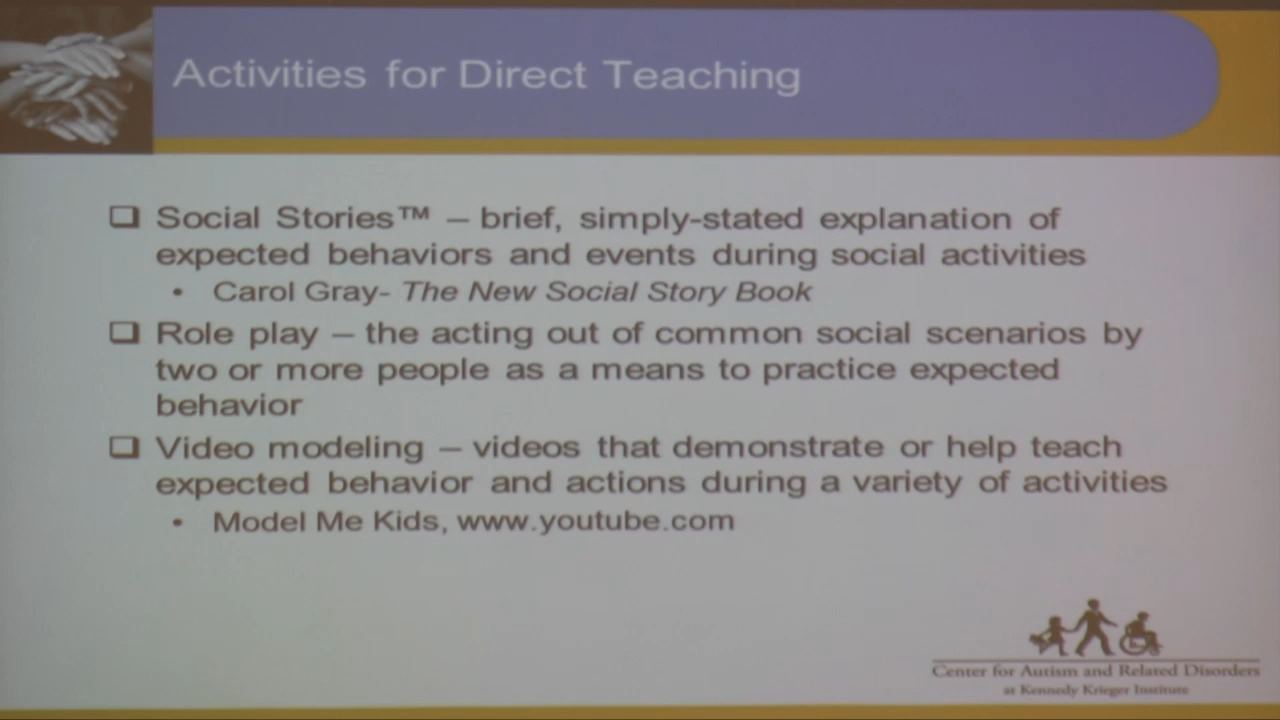 Activities for Direct Teaching
❑ Social Stories™ – brief, simply-stated explanation of
expected behaviors and events during social activities
• Carol Gray- The New Social Story Book
❑ Role play – the acting out of common social scenarios by
two or more people as a means to practice expected
behavior
❑ Video modeling – videos that demonstrate or help teach
expected behavior and actions during a variety of activities
• Model Me Kids, www.youtube.com
Center for Autism and Related Disorders
at Kennedy Krieger Institute